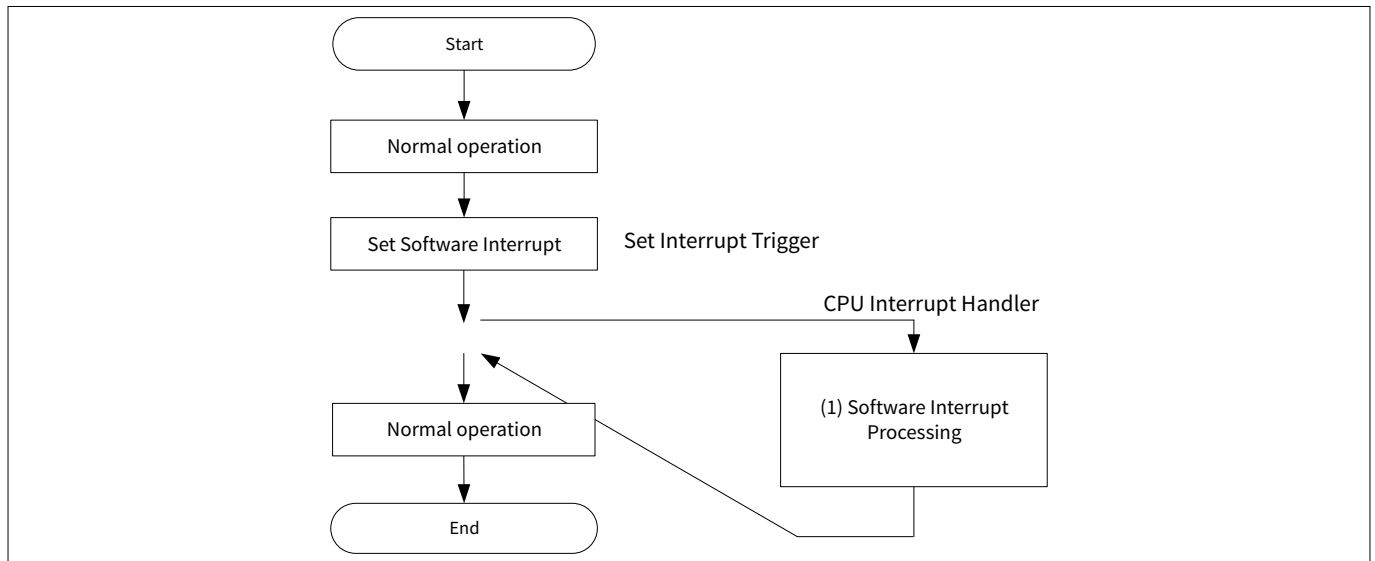 Start
Normal operation
Set Software Interrupt
Set Interrupt Trigger
CPU Interrupt Handler
(1) Software Interrupt
Processing
Normal operation
End